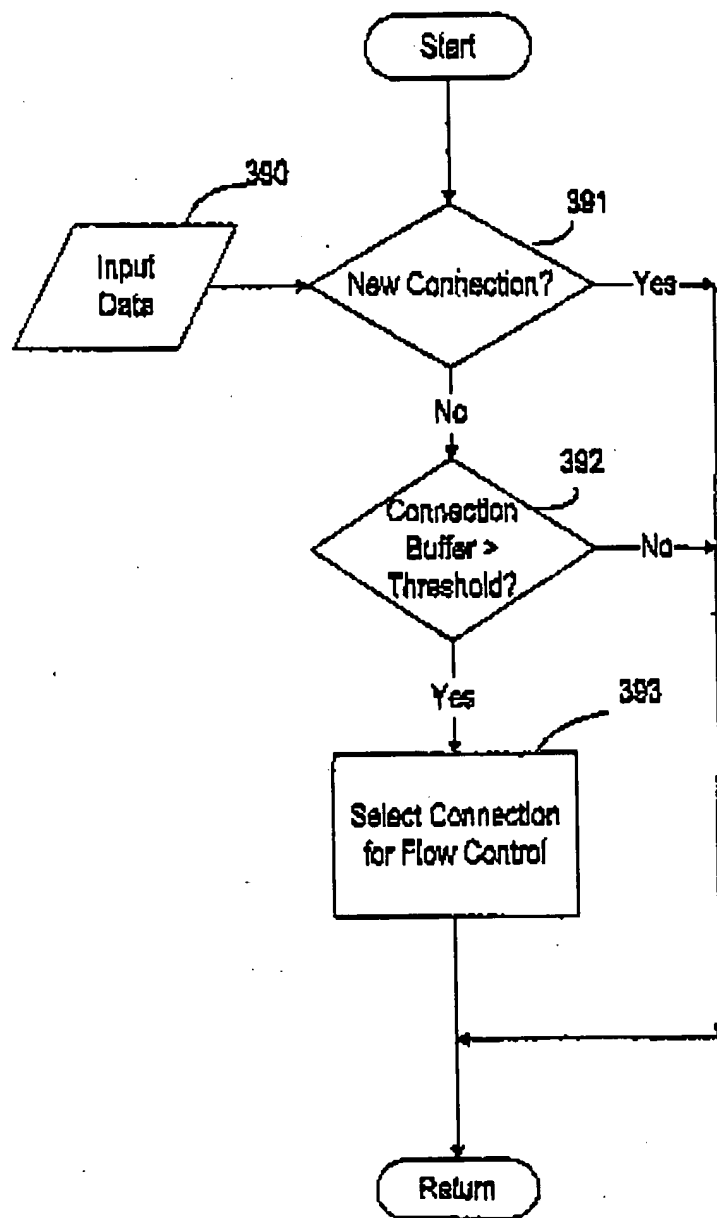 Start
390
391
Input
Data
New Connection?
Yes
No
392
Connection
Buffer >
Threshold?
No
Yes
393
Select Connection
for Flow Control
Return